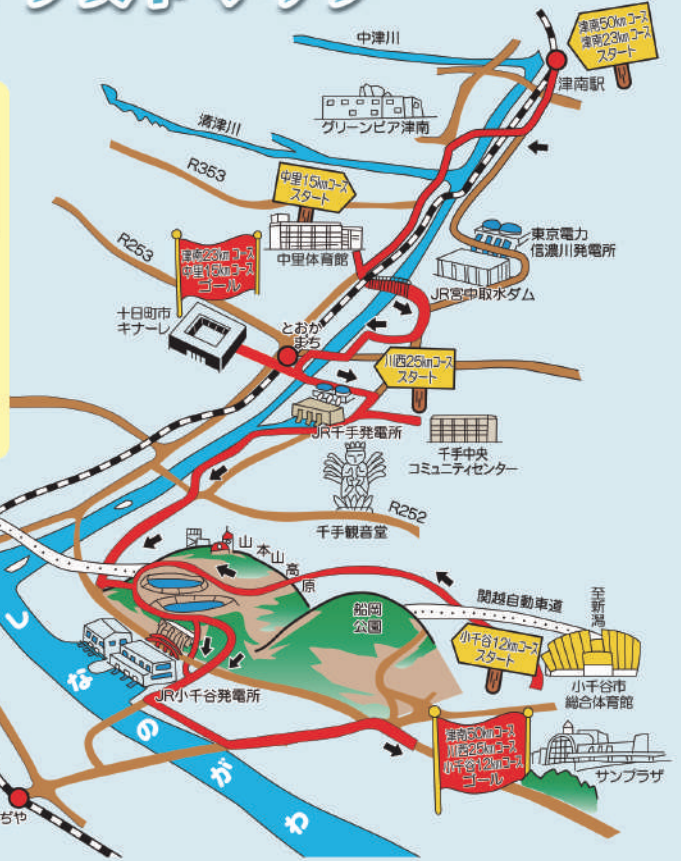 津南50kmコース
津南23kmコース
スタート
中津川
津南駅
グリーンピア津南
清津川
R353
中里15kmコース
スタート
中里体育館
東京電力
信濃川発電所
JR宮中取水ダム
R253
津南23kmコース
中里15kmコース
ゴール
十日町市
キナーレ
とおか
まち
川西25kmコース
スタート
JR千手発電所
千手中央
コミュニティセンター
千手観音堂
R252
山本山高原
船岡
公園
関越自動車道
至新潟
小千谷12kmコース
スタート
小千谷市
総合体育館
JR小千谷発電所
しなのがわ
津南50kmコース
川西25kmコース
小千谷12kmコース
ゴール
サンプラザ
ぢや